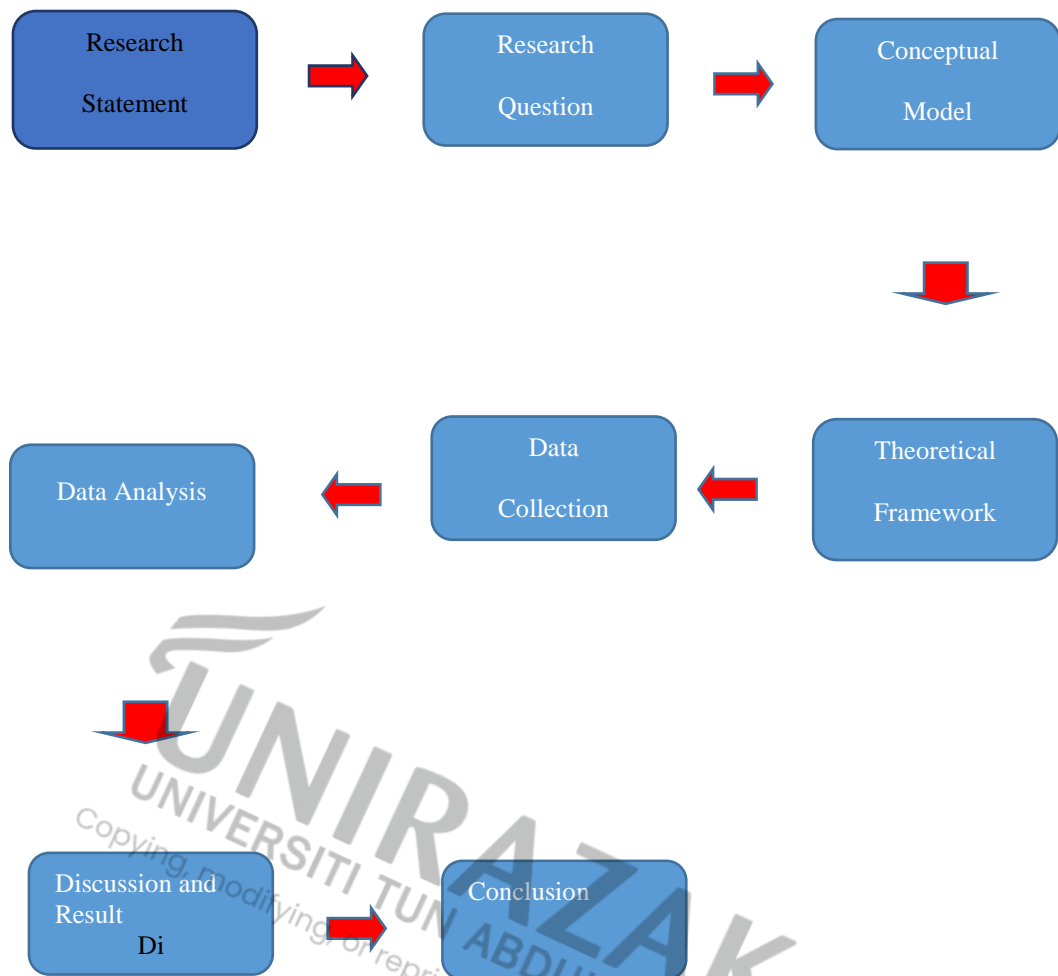 Research
Statement
Research
Question
Conceptual
Model
Theoretical
Framework
Data
Collection
Data Analysis
Discussion and
Result
Di
Conclusion
UNIRAZAK
UNIVERSITI TUN ABDUL
Copying, modifying, or